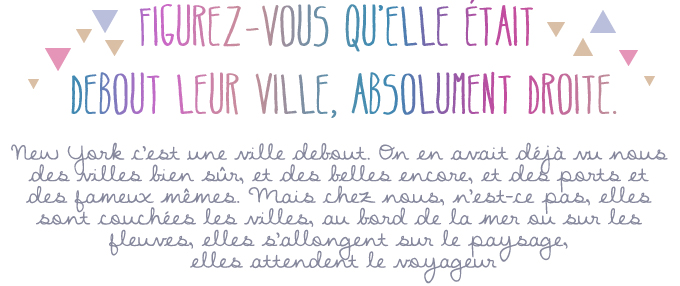 FIGUREZ-VOUS QU'ELLE ÉTAIT
DEBOUT LEUR VILLE, ABSOLUMENT DROITE.
New York c'est une ville debout. On en avait déjà vu nous
des villes bien sûr, et des belles encore, et des ports et
des fameux mêmes. Mais chez nous, n'est-ce pas, elles
sont couchées les villes, au bord de la mer ou sur les
fleuves, elles s'allongent sur le paysage,
elles attendent le voyageur